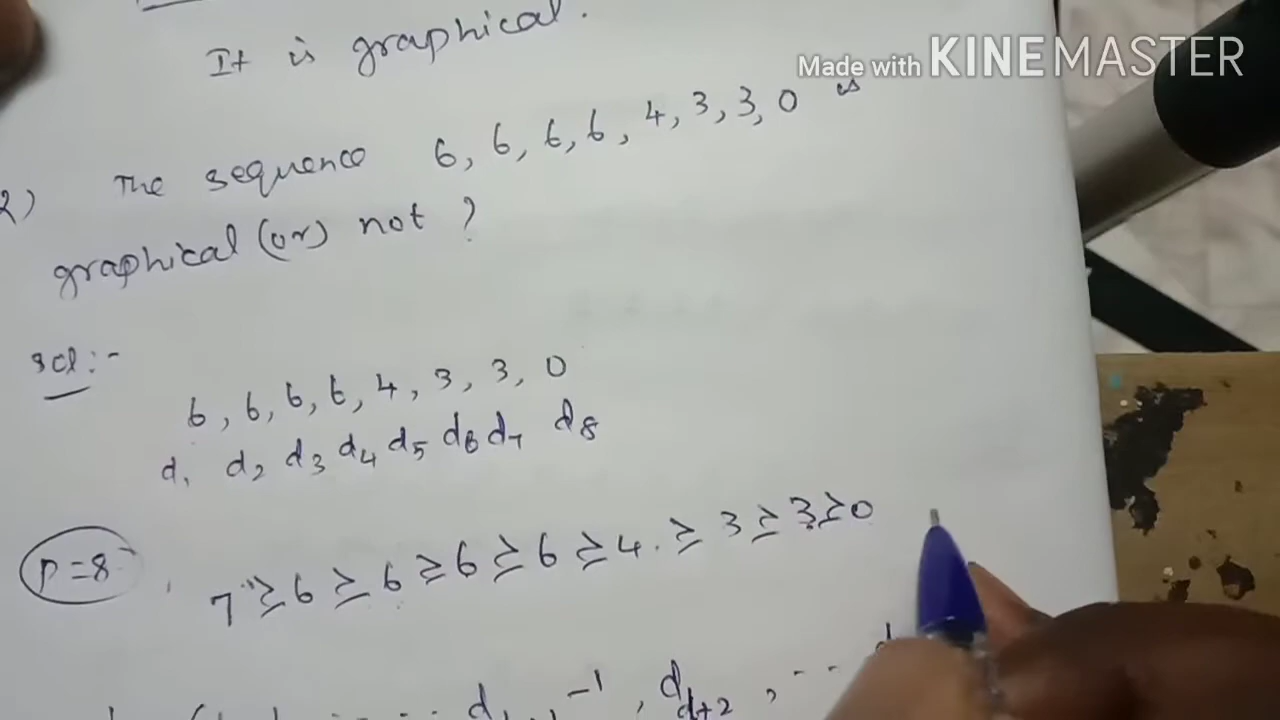 It is graphical.
Made with KINEMASTER
2) The sequence 6, 6, 6, 6, 4, 3, 3, 0 is
graphical (or) not ?
Sol:-
6, 6, 6, 6, 4, 3, 3, 0
d1 d2 d3 d4 d5 d6 d7 d8
p=8
7 ≥ 6 ≥ 6 ≥ 6 ≥ 6 ≥ 4. ≥ 3 ≥ 3 ≥ 0
-1, d d+2, ...